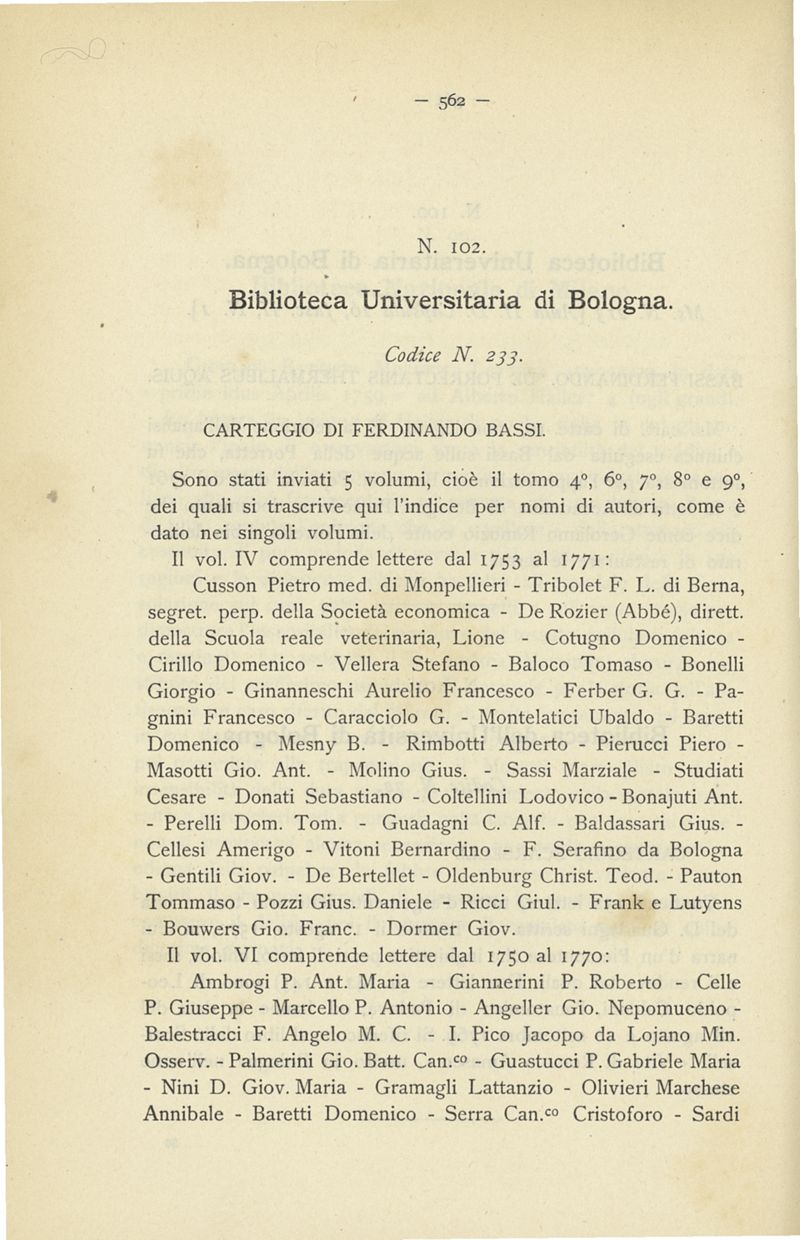 — 562 —
N. 102.
Biblioteca Universitaria di Bologna.
Codice N. 233.
CARTEGGIO DI FERDINANDO BASSI.
Sono stati inviati 5 volumi, cioè il tomo 4º, 6º, 7º, 8º e 9º,
dei quali si trascrive qui l'indice per nomi di autori, come è
dato nei singoli volumi.
Il vol. IV comprende lettere dal 1753 al 1771:
Cusson Pietro med. di Monpellieri - Tribolet F. L. di Berna,
segret. perp. della Società economica - De Rozier (Abbé), dirett.
della Scuola reale veterinaria, Lione - Cotugno Domenico -
Cirillo Domenico - Vellera Stefano - Baloco Tomaso - Bonelli
Giorgio - Ginanneschi Aurelio Francesco - Ferber G. G. - Pa-
gnini Francesco - Caracciolo G. - Montelatici Ubaldo - Baretti
Domenico - Mesny B. - Rimbotti Alberto - Pierucci Piero -
Masotti Gio. Ant. - Molino Gius. - Sassi Marziale - Studiati
Cesare - Donati Sebastiano - Coltellini Lodovico - Bonajuti Ant.
- Perelli Dom. Tom. - Guadagni C. Alf. - Baldassari Gius. -
Cellesi Amerigo - Vitoni Bernardino - F. Serafino da Bologna
- Gentili Giov. - De Bertellet - Oldenburg Christ. Teod. - Pauton
Tommaso - Pozzi Gius. Daniele - Ricci Giul. - Frank e Lutyens
- Bouwers Gio. Franc. - Dormer Giov.
Il vol. VI comprende lettere dal 1750 al 1770:
Ambrogi P. Ant. Maria - Giannerini P. Roberto - Celle
P. Giuseppe - Marcello P. Antonio - Angeller Gio. Nepomuceno -
Balestracci F. Angelo M. C. - I. Pico Jacopo da Lojano Min.
Osserv. - Palmerini Gio. Batt. Can.co - Guastucci P. Gabriele Maria
- Nini D. Giov. Maria - Gramagli Lattanzio - Olivieri Marchese
Annibale - Baretti Domenico - Serra Can.co Cristoforo - Sardi